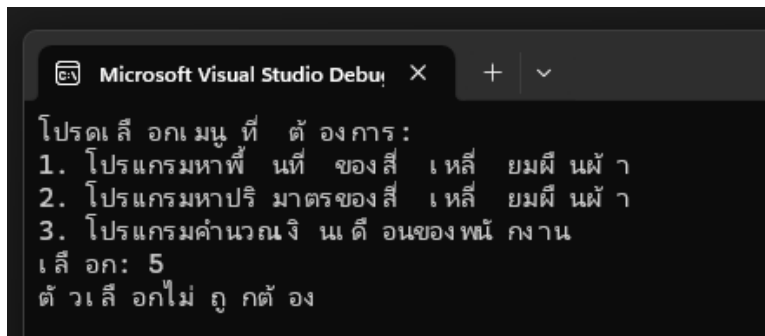 Microsoft Visual Studio Debu
โปรดเลือกเมนูที่ต้องการ:
1. โปรแกรมหาพื้นที่ของสี่เหลี่ยมผืนผ้า
2. โปรแกรมหาปริมาตรของสี่เหลี่ยมผืนผ้า
3. โปรแกรมคำนวณเงินเดือนของพนักงาน
เลือก: 5
ตัวเลือกไม่ถูกต้อง